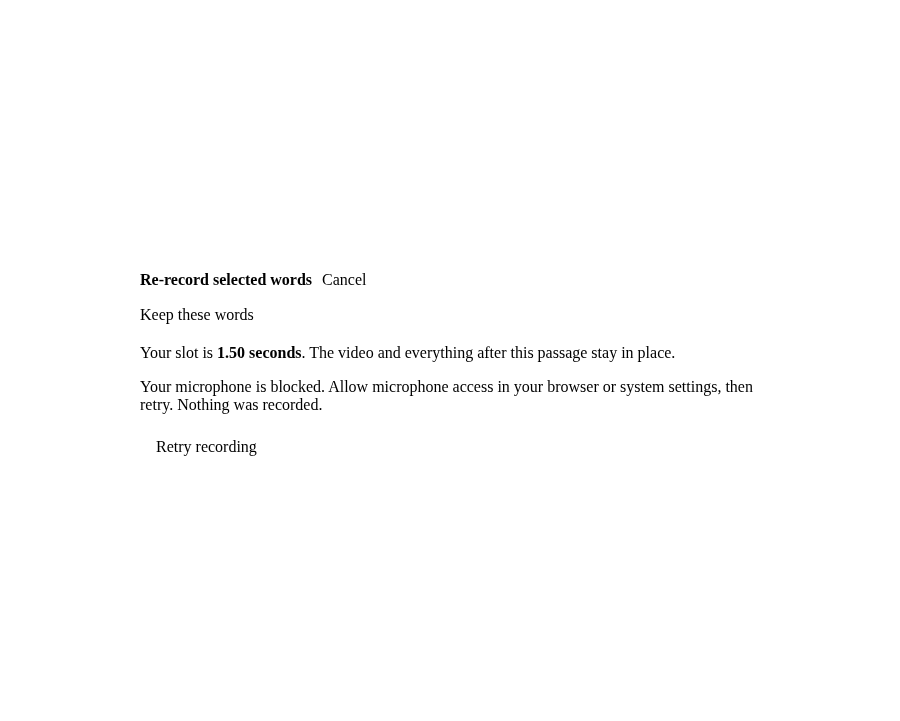 Re-record selected words Cancel
Keep these words
Your slot is 1.50 seconds. The video and everything after this passage stay in place.
Your microphone is blocked. Allow microphone access in your browser or system settings, then
retry. Nothing was recorded.
Retry recording